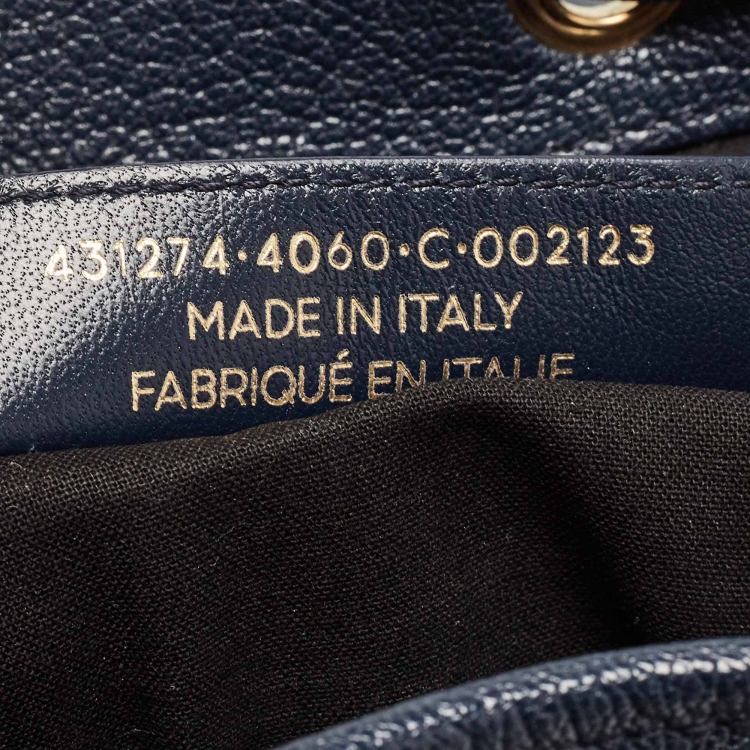 431274·4060·C·002123
MADE IN ITALY
FABRIQUÉ EN ITALIE